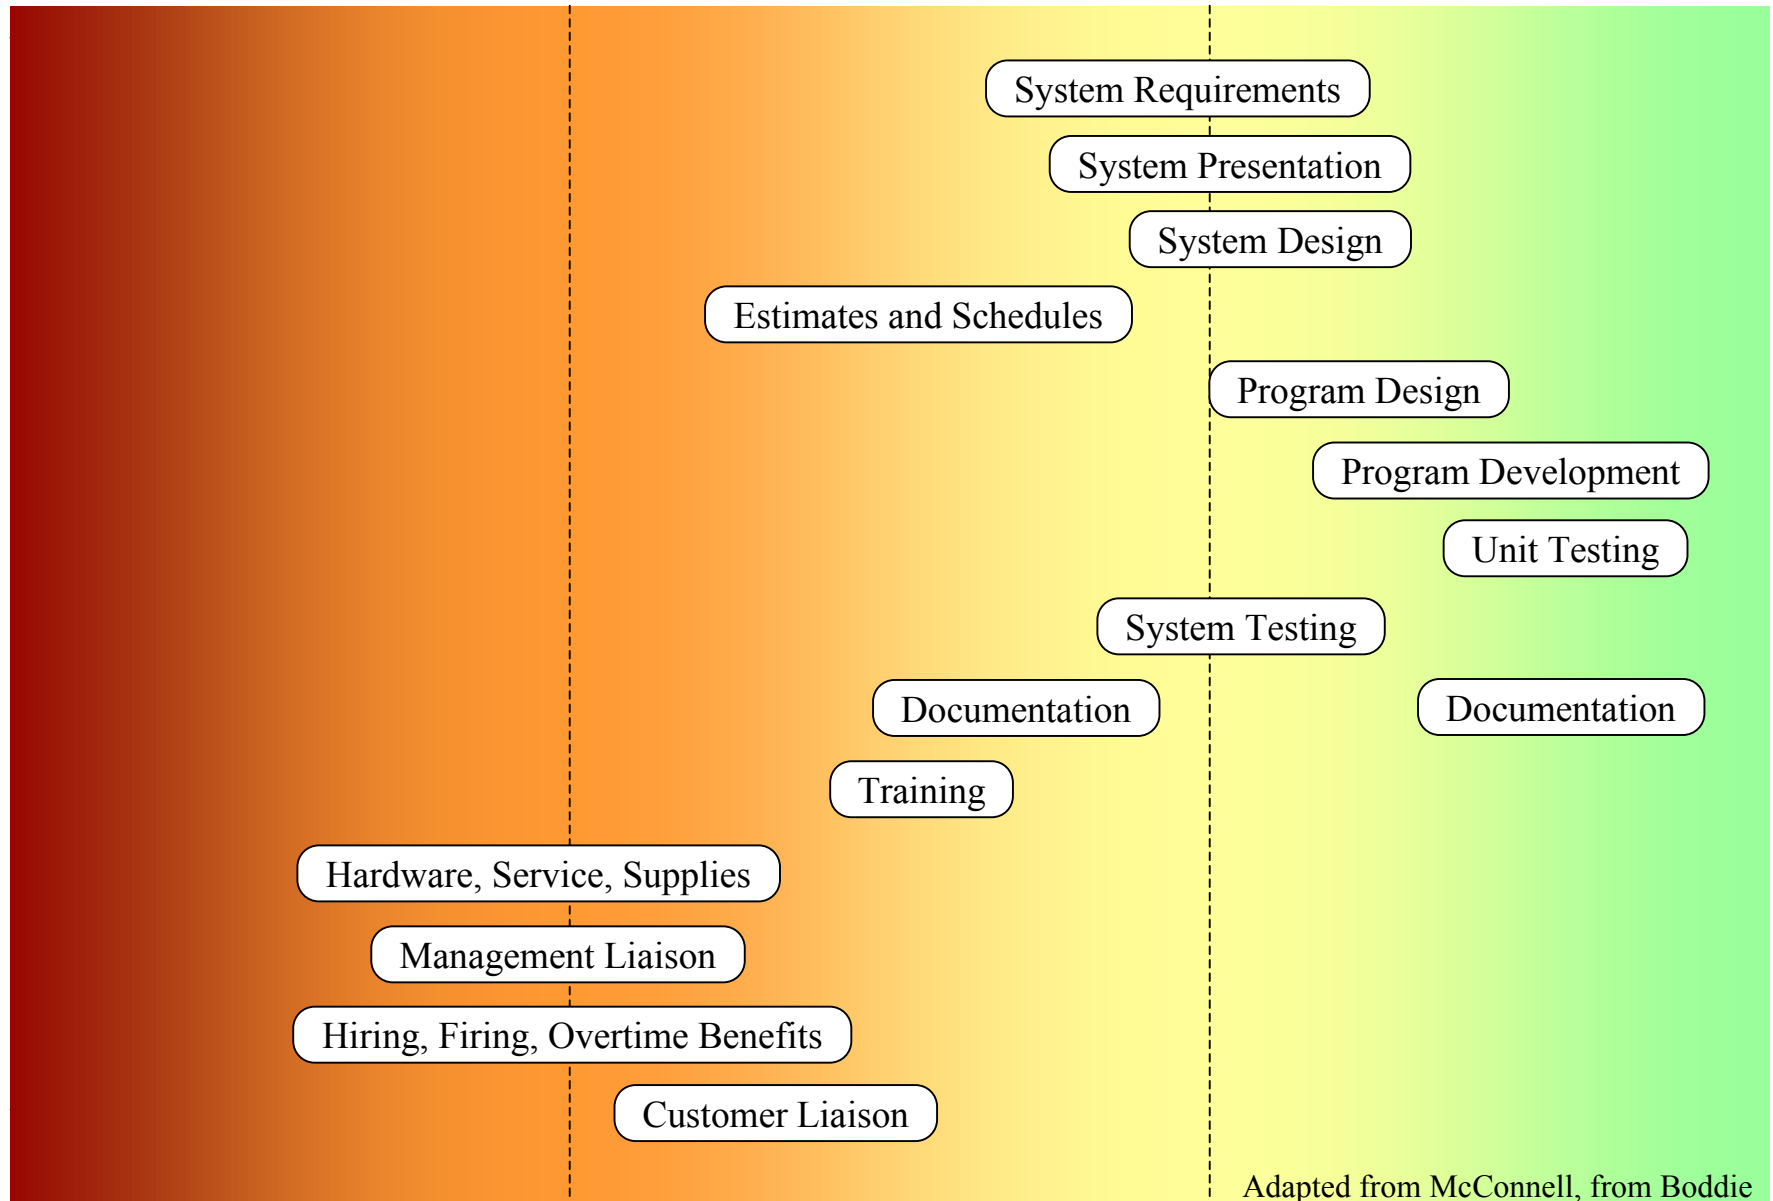 System Requirements
System Presentation
System Design
Estimates and Schedules
Program Design
Program Development
Unit Testing
System Testing
Documentation
Documentation
Training
Hardware, Service, Supplies
Management Liaison
Hiring, Firing, Overtime Benefits
Customer Liaison
Adapted from McConnell, from Boddie